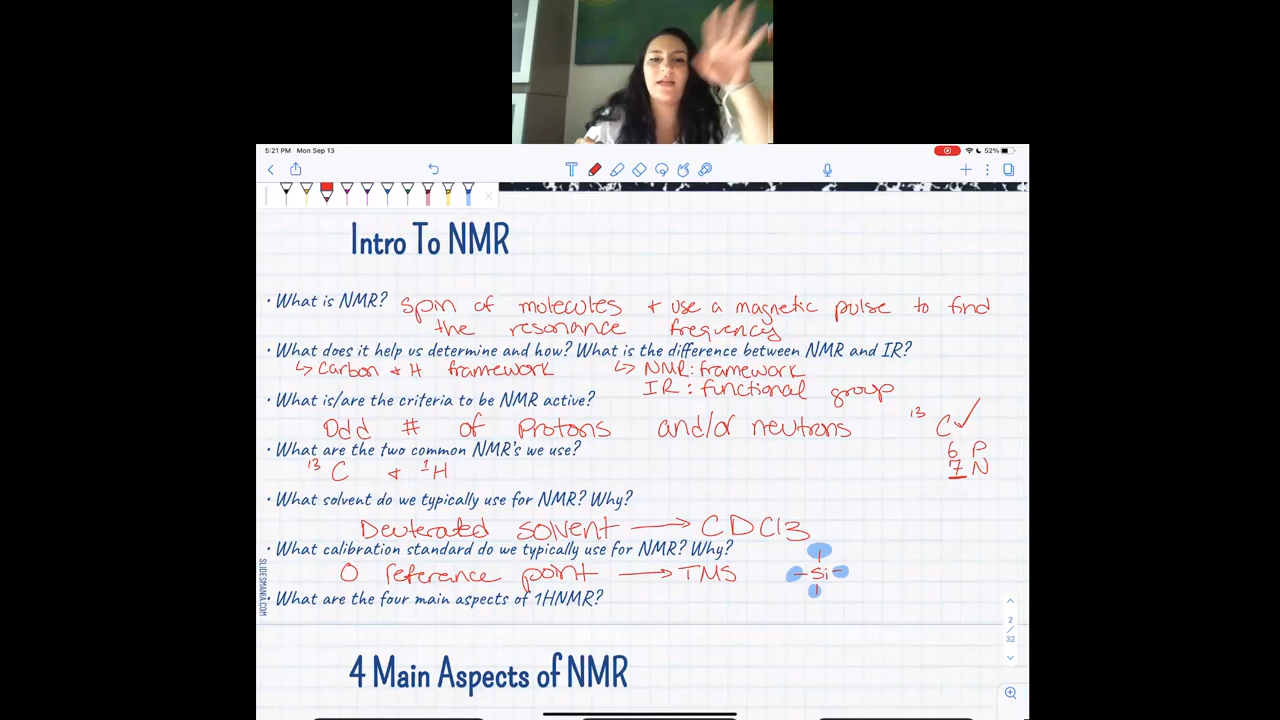 5:21 PM Mon Sep 13
52%
Intro To NMR
• What is NMR? Spin of molecules + use a magnetic pulse to find
the resonance frequency
• What does it help us determine and how? What is the difference between NMR and IR?
↳ Carbon & H framework ↳ NMR: framework
IR: functional group
• What is/are the criteria to be NMR active?
Odd # of Protons and/or neutrons 13 C ✓
6 P
7 N
• What are the two common NMR's we use?
13 C & 1H
• What solvent do we typically use for NMR? Why?
Deuterated solvent → CDCl3
• What calibration standard do we typically use for NMR? Why?
0 reference point → TMS -Si-
• What are the four main aspects of 1HNMR?
SLIDESMANIA.COM
2
/
32
4 Main Aspects of NMR